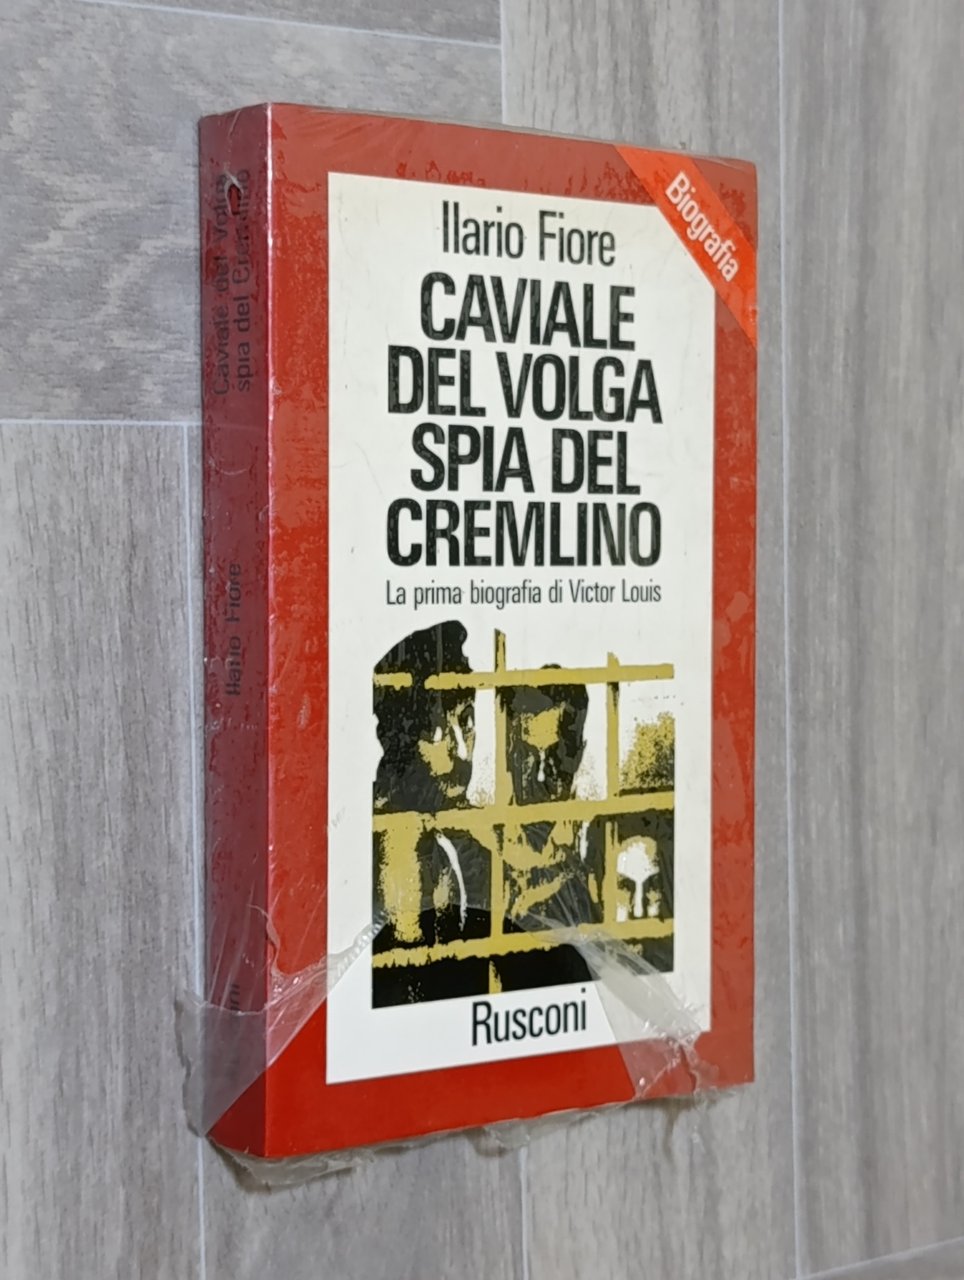 Ilario Fiore
CAVIALE
DEL VOLGA
SPIA DEL
CREMLINO
La prima biografia di Victor Louis
Rusconi
Biografia
Ilario Fiore
Caviale del Volga
spia del Cremlino